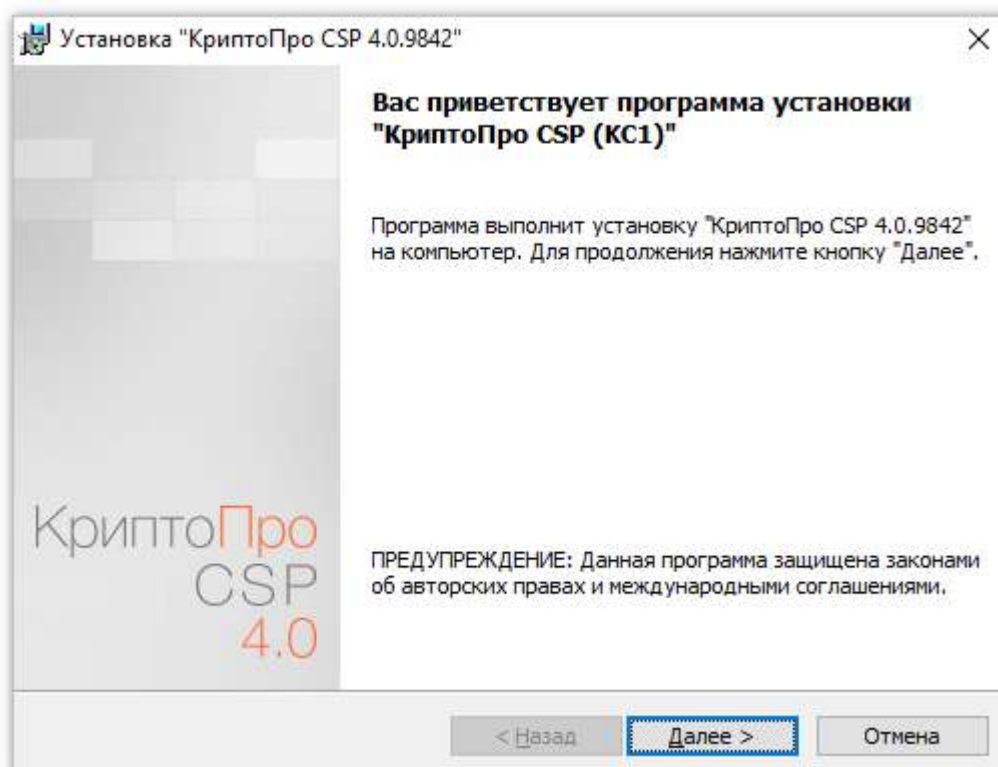 Установка "КриптоПро CSP 4.0.9842"
Вас приветствует программа установки
"КриптоПро CSP (KC1)"
Программа выполнит установку "КриптоПро CSP 4.0.9842"
на компьютер. Для продолжения нажмите кнопку "Далее".
КриптоПро
CSP
4.0
ПРЕДУПРЕЖДЕНИЕ: Данная программа защищена законами
об авторских правах и международными соглашениями.
< Назад
Далее >
Отмена